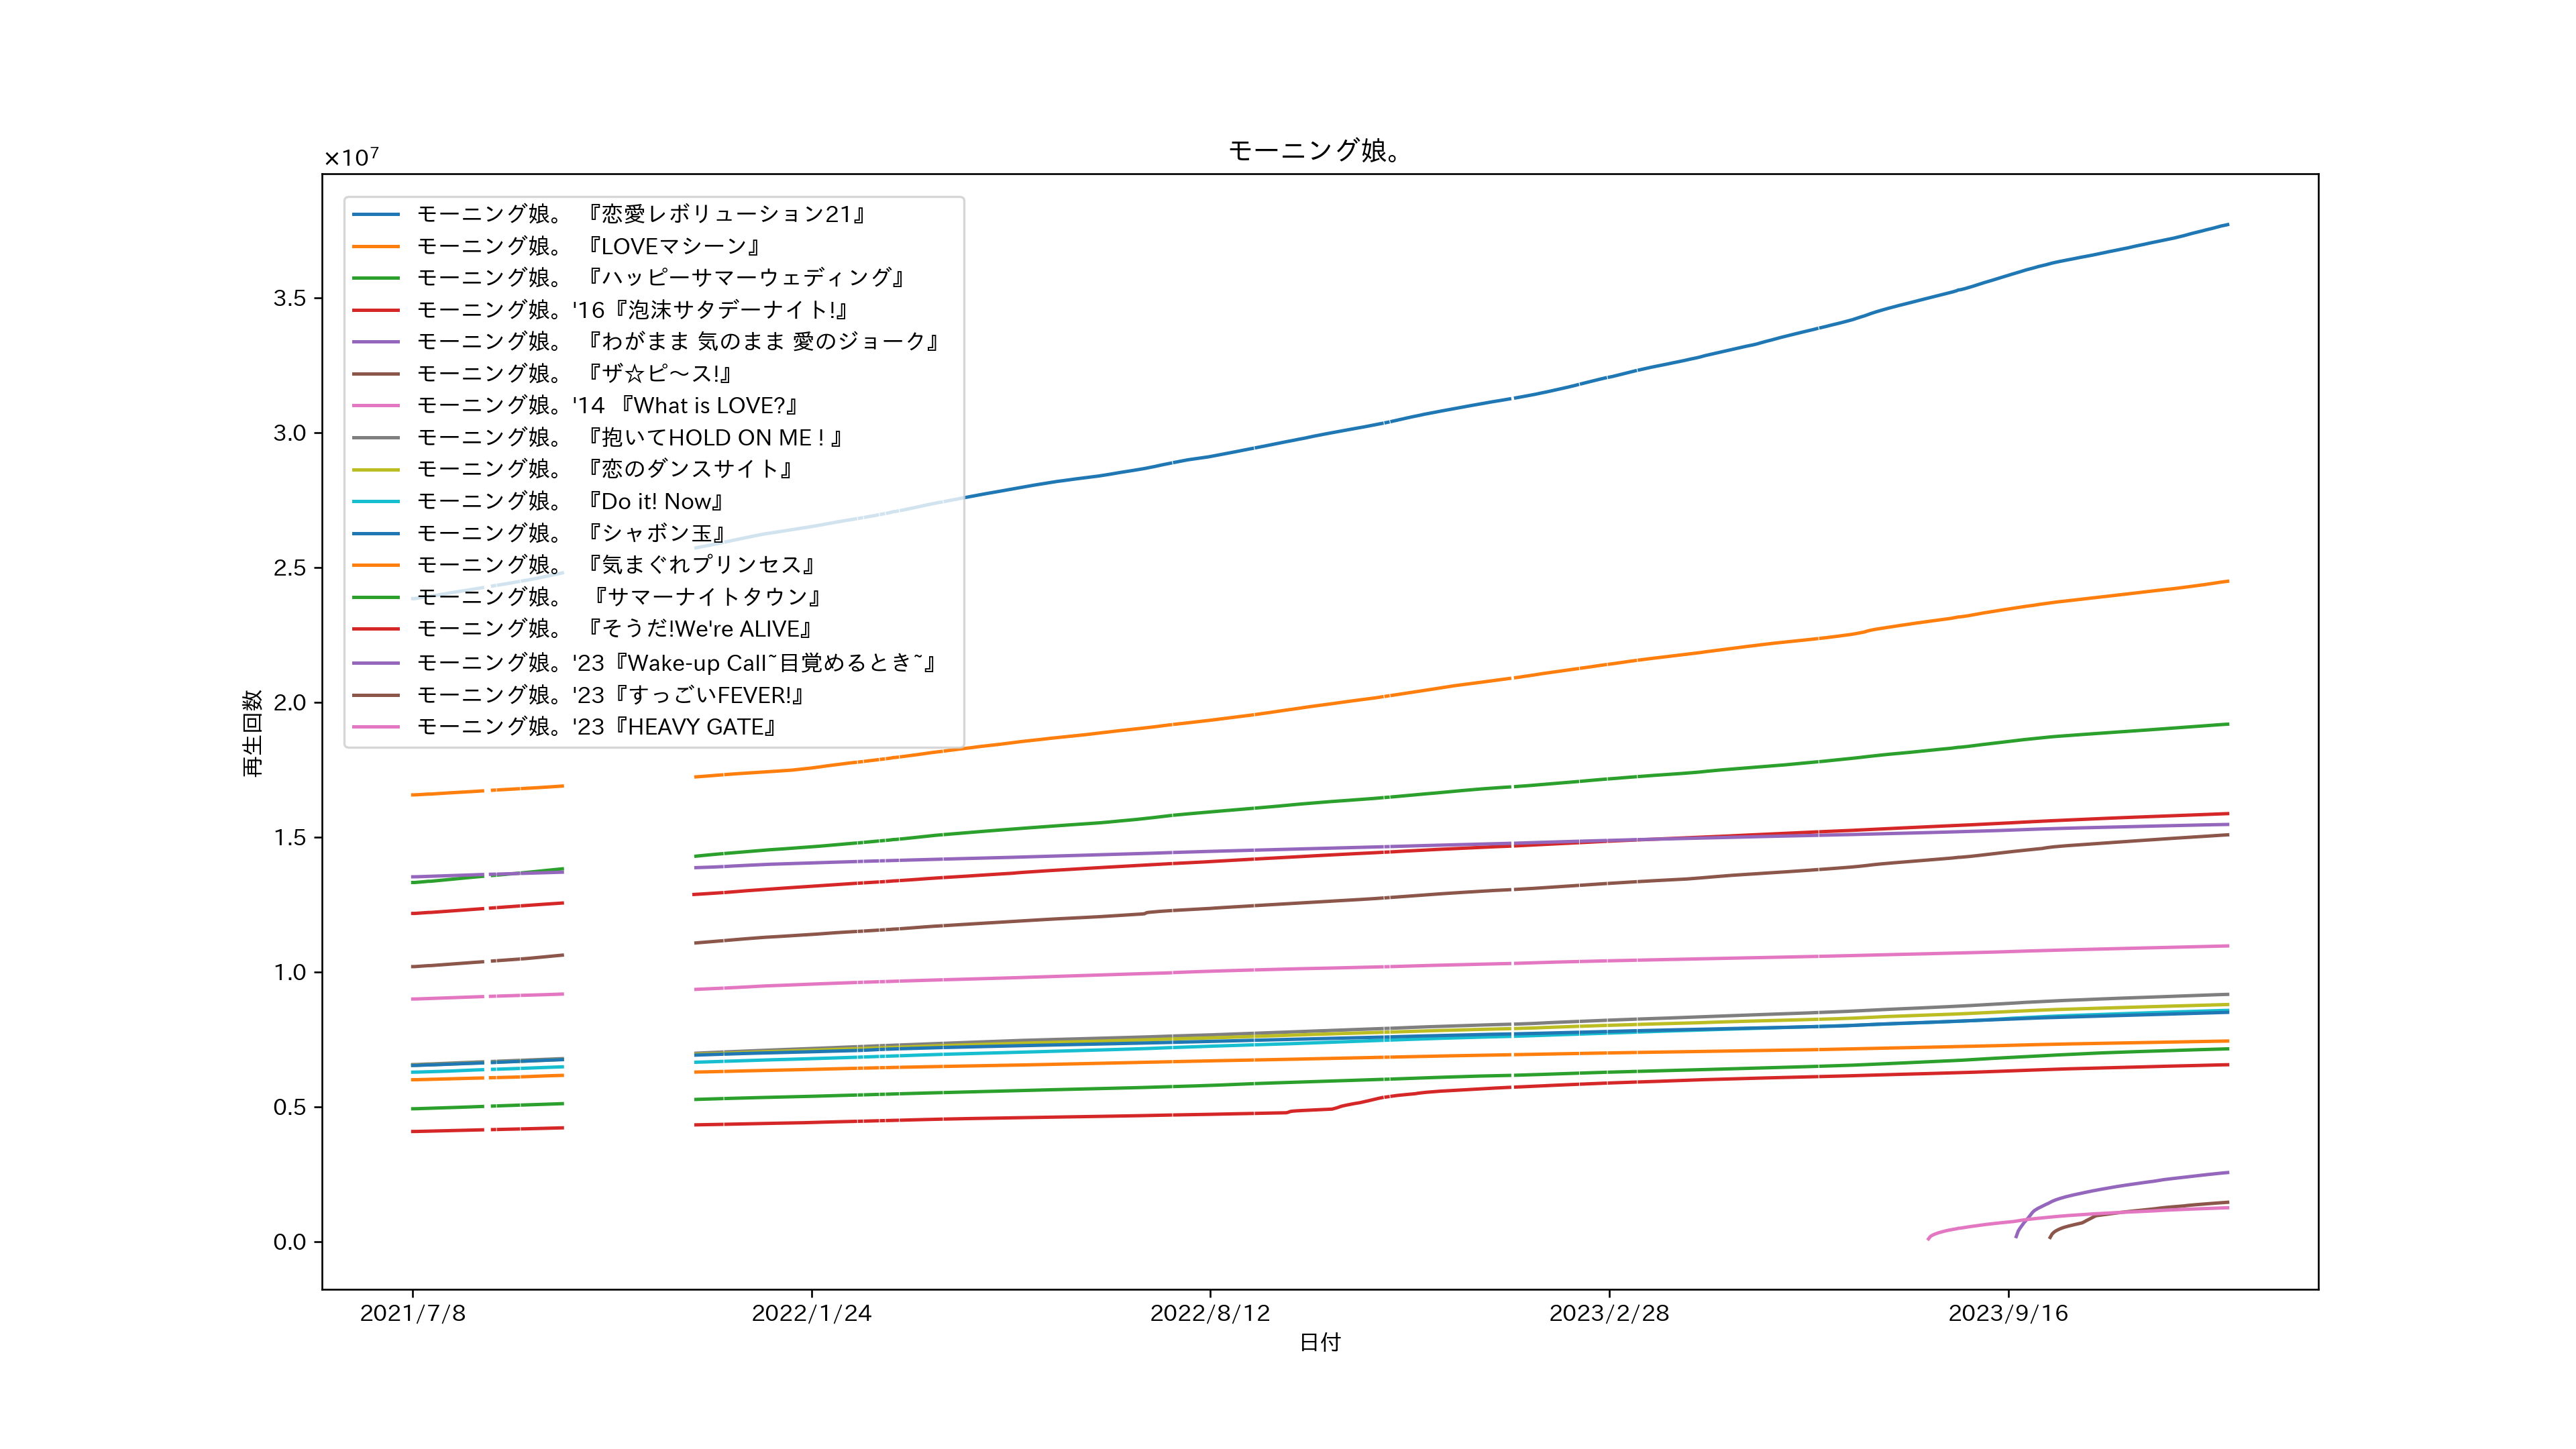 モーニング娘。
×10⁷
モーニング娘。 『恋愛レボリューション21』
モーニング娘。 『LOVEマシーン』
モーニング娘。 『ハッピーサマーウェディング』
モーニング娘。'16『泡沫サタデーナイト!』
モーニング娘。 『わがまま 気のまま 愛のジョーク』
モーニング娘。 『ザ☆ピ〜ス!』
モーニング娘。'14 『What is LOVE?』
モーニング娘。 『抱いてHOLD ON ME ! 』
モーニング娘。 『恋のダンスサイト』
モーニング娘。 『Do it! Now』
モーニング娘。 『シャボン玉』
モーニング娘。 『気まぐれプリンセス』
モーニング娘。 『サマーナイトタウン』
モーニング娘。 『そうだ!We're ALIVE』
モーニング娘。'23『Wake-up Call~目覚めるとき~』
モーニング娘。'23『すっごいFEVER!』
モーニング娘。'23『HEAVY GATE』
3.5
3.0
2.5
2.0
1.5
1.0
0.5
0.0
再生回数
2021/7/8
2022/1/24
2022/8/12
2023/2/28
2023/9/16
日付